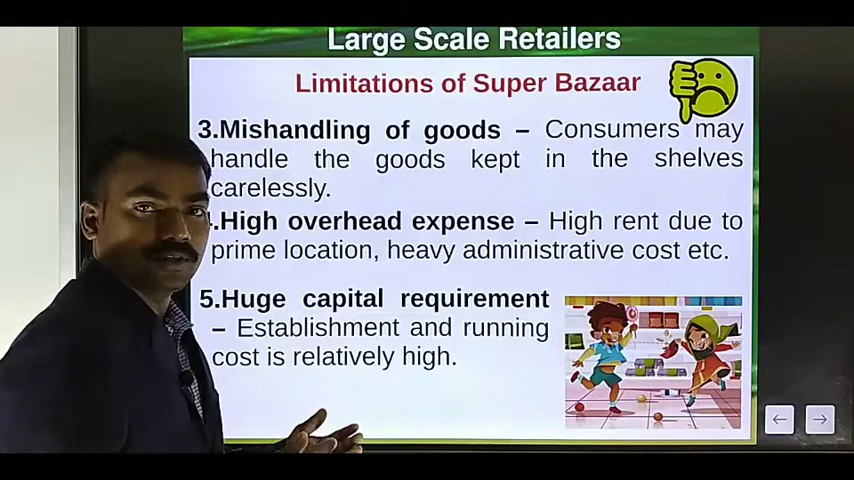 Large Scale Retailers
Limitations of Super Bazaar
3.Mishandling of goods – Consumers may
handle the goods kept in the shelves
carelessly.
.High overhead expense – High rent due to
prime location, heavy administrative cost etc.
5.Huge capital requirement
– Establishment and running
cost is relatively high.